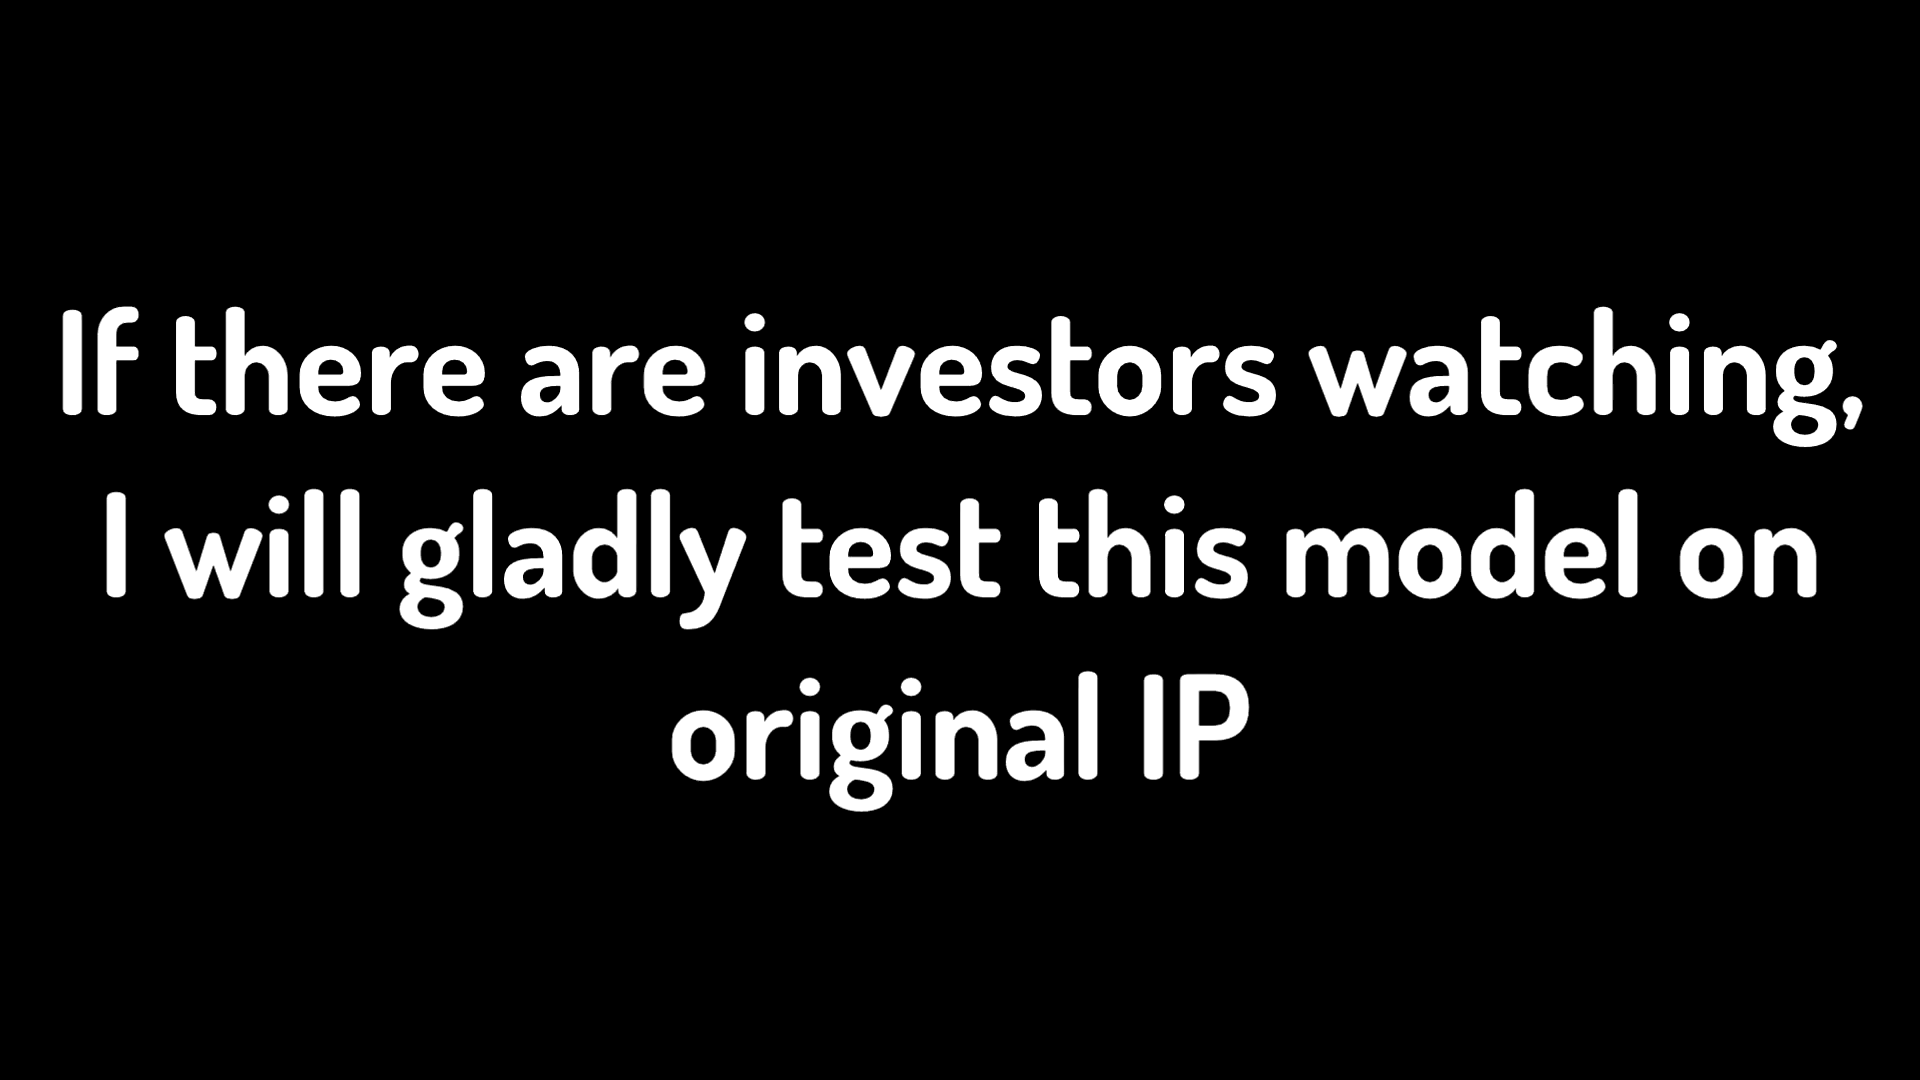 If there are investors watching,
I will gladly test this model on
original IP